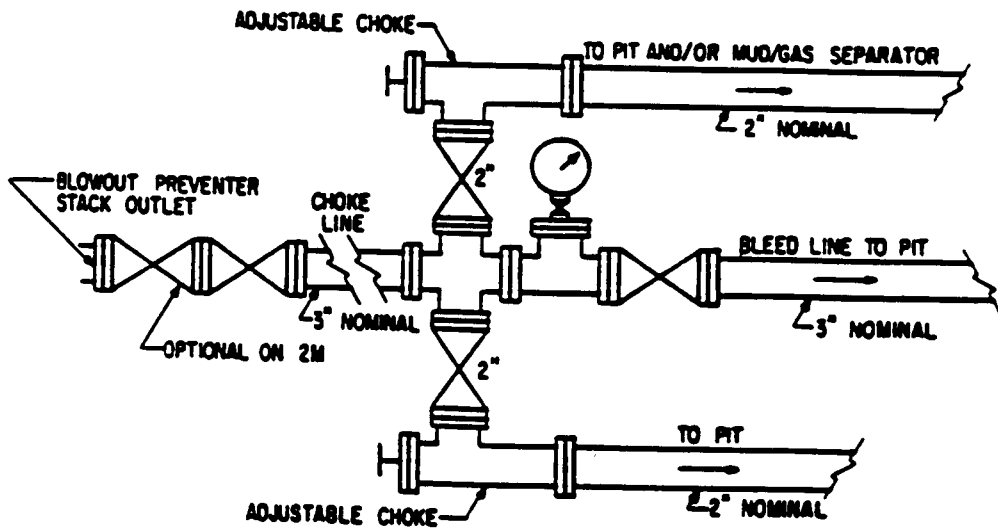 ADJUSTABLE CHOKE
TO PIT AND/OR MUD/GAS SEPARATOR
2" NOMINAL
2"
BLOWOUT PREVENTER
STACK OUTLET
CHOKE
LINE
BLEED LINE TO PIT
3" NOMINAL
3" NOMINAL
OPTIONAL ON 2M
2"
TO PIT
2" NOMINAL
ADJUSTABLE CHOKE